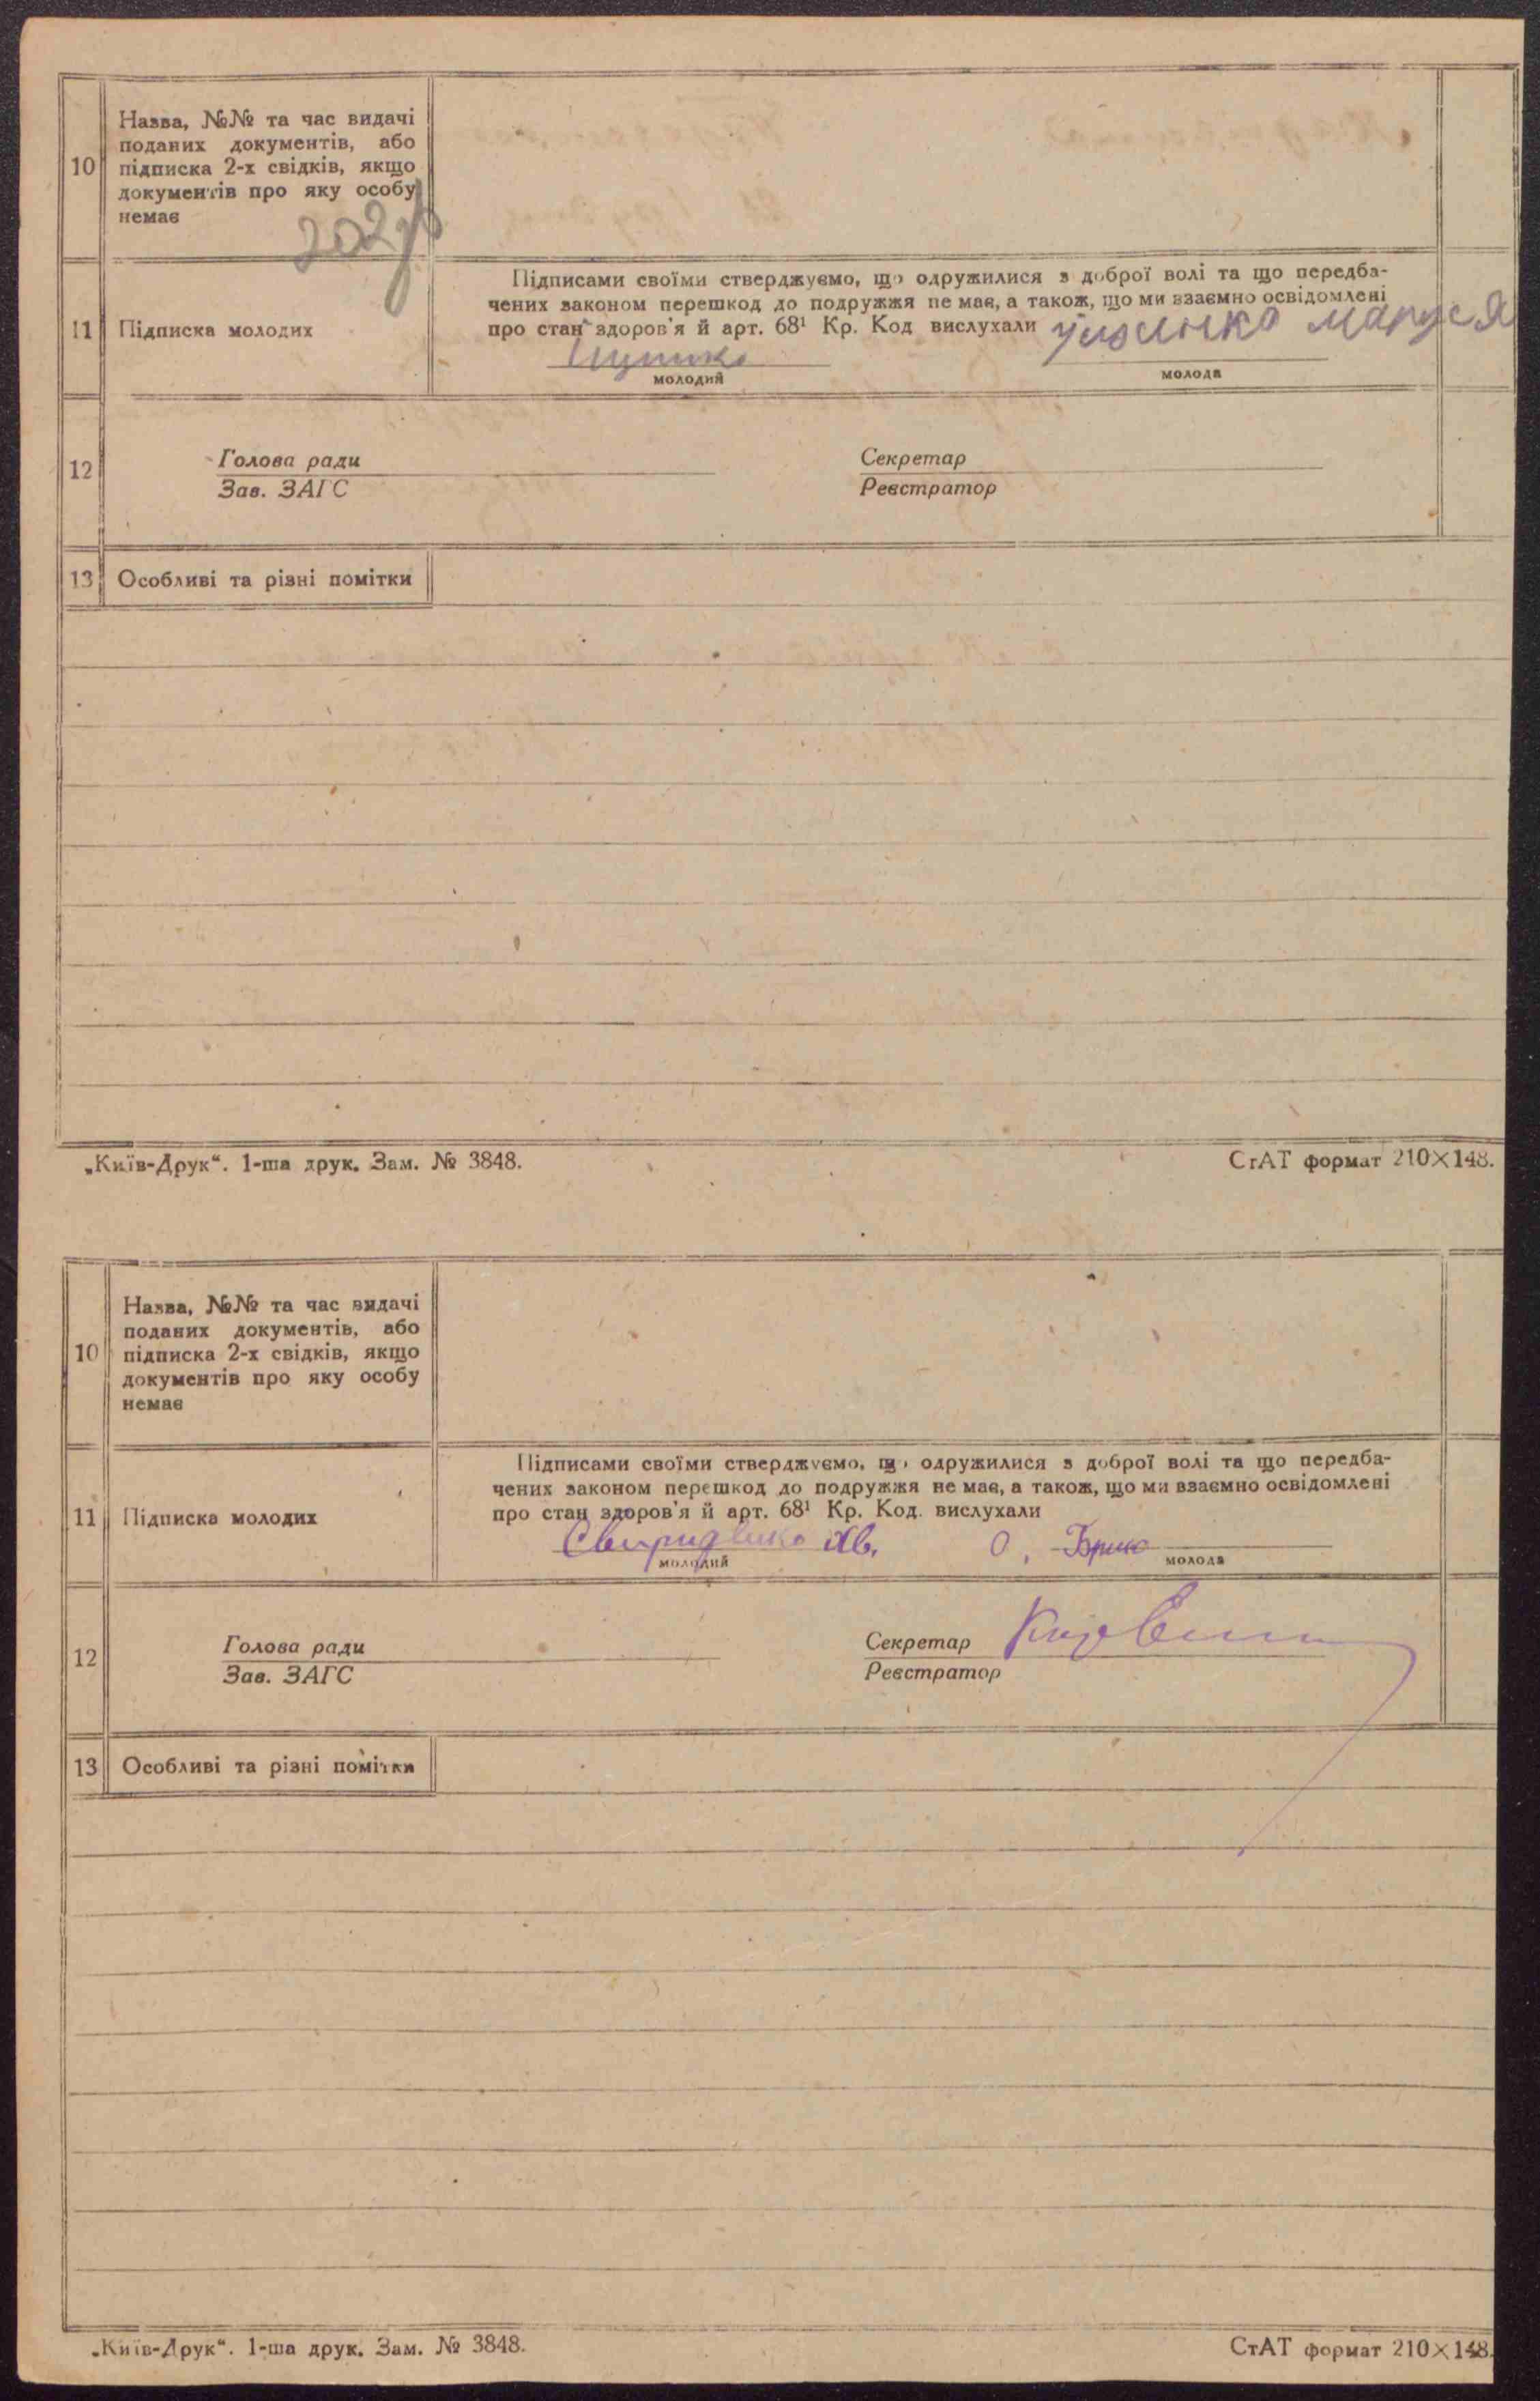 10
Назва, №№ та час видачі
поданих документів, або
підписка 2-х свідків, якщо
документів про яку особу
немає
11
Підписка молодих
Підписами своїми стверджуємо, що одружилися з доброї волі та що передба-
чених законом перешкод до подружжя не має, а також, що ми взаємно освідомлені
про стан здоров'я й арт. 68¹ Кр. Код вислухали
Маруся
молодий
молода
12
Голова ради
Зав. ЗАГС
Секретар
Реєстратор
13
Особливі та різні помітки
„Київ-Друк“. 1-ша друк. Зам. № 3848.
СтАТ формат 210×148.
10
Назва, №№ та час видачі
поданих документів, або
підписка 2-х свідків, якщо
документів про яку особу
немає
11
Підписка молодих
Підписами своїми стверджуємо, що одружилися з доброї волі та що передба-
чених законом перешкод до подружжя не має, а також, що ми взаємно освідомлені
про стан здоров'я й арт. 68¹ Кр. Код. вислухали
Свириденко Хв.
О.
молодий
молода
12
Голова ради
Зав. ЗАГС
Секретар
Реєстратор
13
Особливі та різні помітки
„Київ-Друк“. 1-ша друк. Зам. № 3848.
СтАТ формат 210×148.